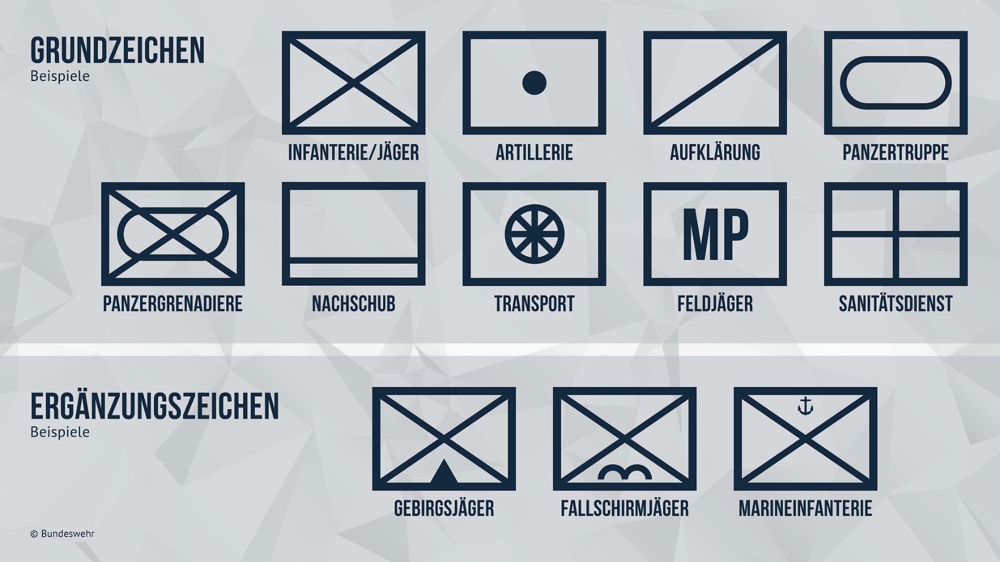 GRUNDZEICHEN
Beispiele
INFANTERIE/JÄGER
ARTILLERIE
AUFKLÄRUNG
PANZERTRUPPE
MP
PANZERGRENADIERE
NACHSCHUB
TRANSPORT
FELDJÄGER
SANITÄTSDIENST
ERGÄNZUNGSZEICHEN
Beispiele
GEBIRGSJÄGER
FALLSCHIRMJÄGER
MARINEINFANTERIE
© Bundeswehr